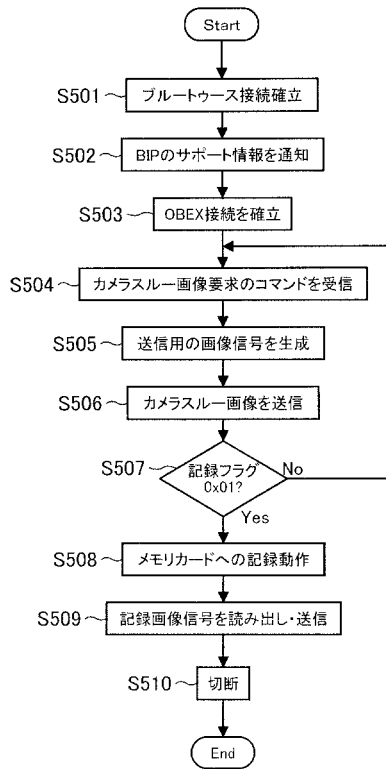 Start
S501
ブルートゥース接続確立
S502
BIPのサポート情報を通知
S503
OBEX接続を確立
S504
カメラスルー画像要求のコマンドを受信
S505
送信用の画像信号を生成
S506
カメラスルー画像を送信
S507
記録フラグ
0x01?
No
Yes
S508
メモリカードへの記録動作
S509
記録画像信号を読み出し・送信
S510
切断
End